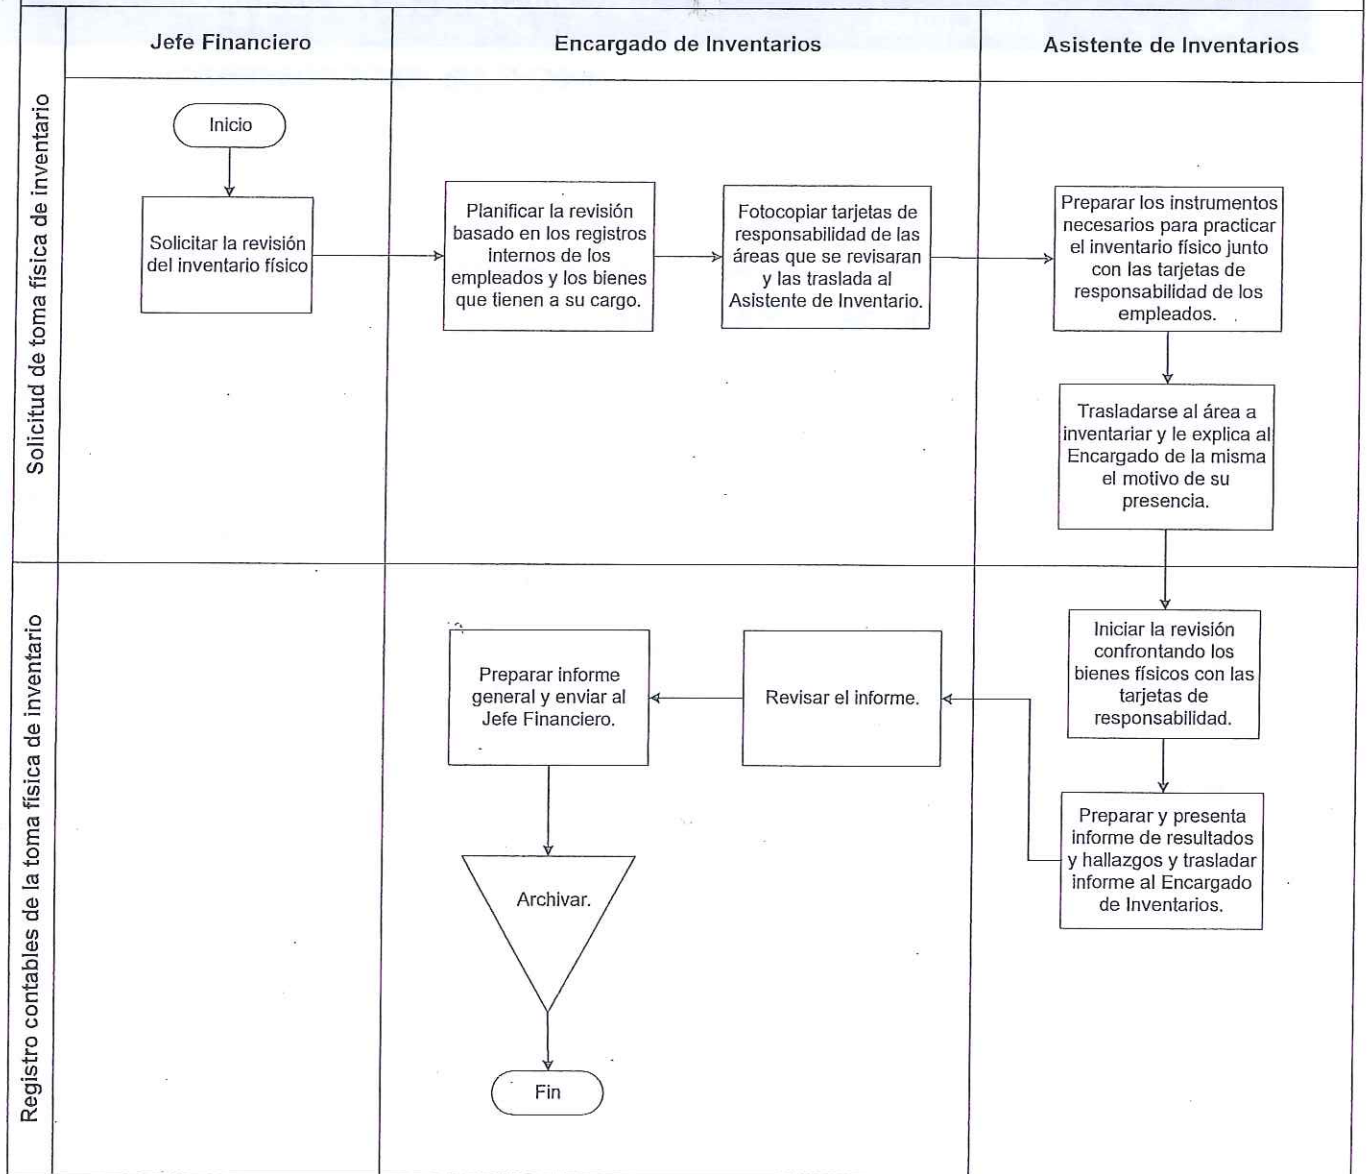 Jefe Financiero
Encargado de Inventarios
Asistente de Inventarios
Solicitud de toma física de inventario
Inicio
Solicitar la revisión
del inventario físico
Planificar la revisión
basado en los registros
internos de los
empleados y los bienes
que tienen a su cargo.
Fotocopiar tarjetas de
responsabilidad de las
áreas que se revisaran
y las traslada al
Asistente de Inventario.
Preparar los instrumentos
necesarios para practicar
el inventario físico junto
con las tarjetas de
responsabilidad de los
empleados.
Trasladarse al área a
inventariar y le explica al
Encargado de la misma
el motivo de su
presencia.
Registro contables de la toma física de inventario
Iniciar la revisión
confrontando los
bienes físicos con las
tarjetas de
responsabilidad.
Preparar y presenta
informe de resultados
y hallazgos y trasladar
informe al Encargado
de Inventarios.
Revisar el informe.
Preparar informe
general y enviar al
Jefe Financiero.
Archivar.
Fin